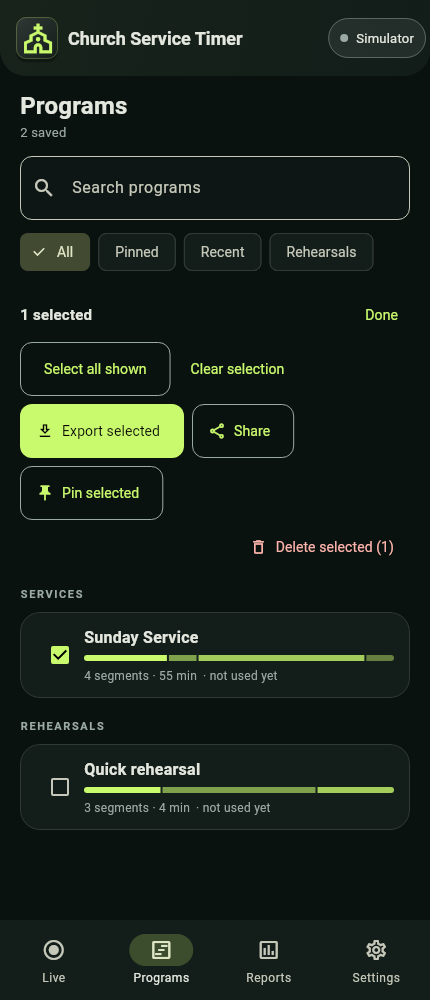 Church Service Timer
Simulator
Programs
2 saved
Search programs
All
Pinned
Recent
Rehearsals
1 selected
Done
Select all shown
Clear selection
Export selected
Share
Pin selected
Delete selected (1)
SERVICES
Sunday Service
4 segments · 55 min · not used yet
REHEARSALS
Quick rehearsal
3 segments · 4 min · not used yet
Live
Programs
Reports
Settings